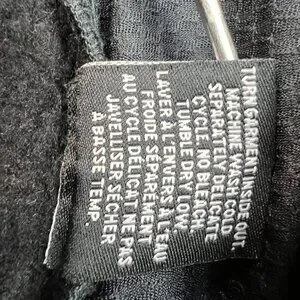 TURN GARMENT INSIDE OUT.
MACHINE WASH COLD
SEPARATELY DELICATE
CYCLE. NO BLEACH.
TUMBLE DRY LOW.
LAVER À L'ENVERS À L'EAU
FROIDE SÉPARÉMENT
AU CYCLE DÉLICAT NE PAS
JAVELLISER SÉCHER
À BASSE TEMP.